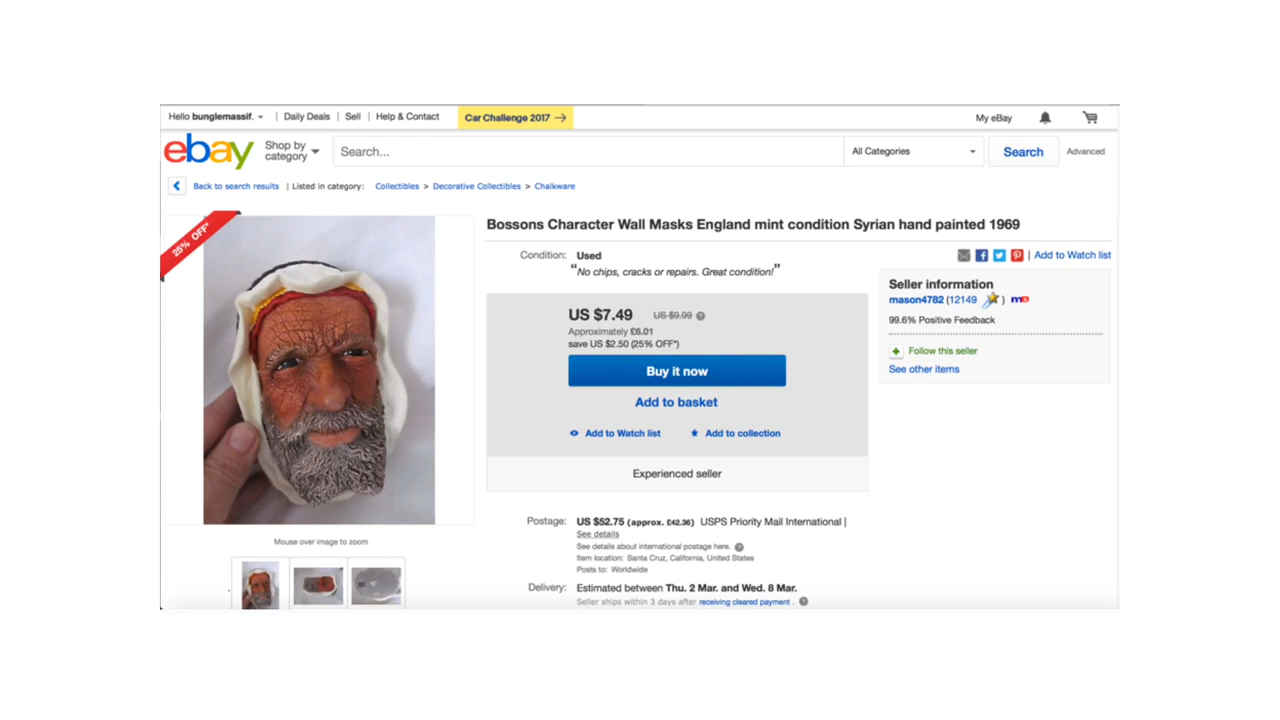 Hello bunglemassif. | Daily Deals | Sell | Help & Contact Car Challenge 2017 → My eBay
ebay Shop by category Search... All Categories Search Advanced
Back to search results | Listed in category: Collectibles > Decorative Collectibles > Chalkware
25% OFF*
Bossons Character Wall Masks England mint condition Syrian hand painted 1969
Condition: Used
| Add to Watch list
"No chips, cracks or repairs. Great condition!"
Seller information
mason4782 (12149 ) me
99.6% Positive Feedback
Follow this seller
See other items
US $7.49 US $9.99
Approximately £6.01
save US $2.50 (25% OFF*)
Buy it now
Add to basket
Add to Watch list Add to collection
Experienced seller
Postage: US $52.75 (approx. £42.36) USPS Priority Mail International |
See details
See details about international postage here.
Item location: Santa Cruz, California, United States
Posts to: Worldwide
Delivery: Estimated between Thu. 2 Mar. and Wed. 8 Mar.
Seller ships within 3 days after receiving cleared payment .
Mouse over image to zoom